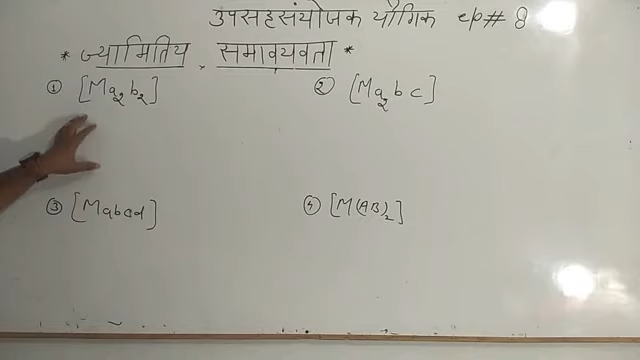 उपसहसंयोजक यौगिक ep# 8
* ज्यामितिय समावयवता *
① [Ma₂b₂] ② [Ma₂bc]
③ [Mabcd] ④ [M(AB)₂]